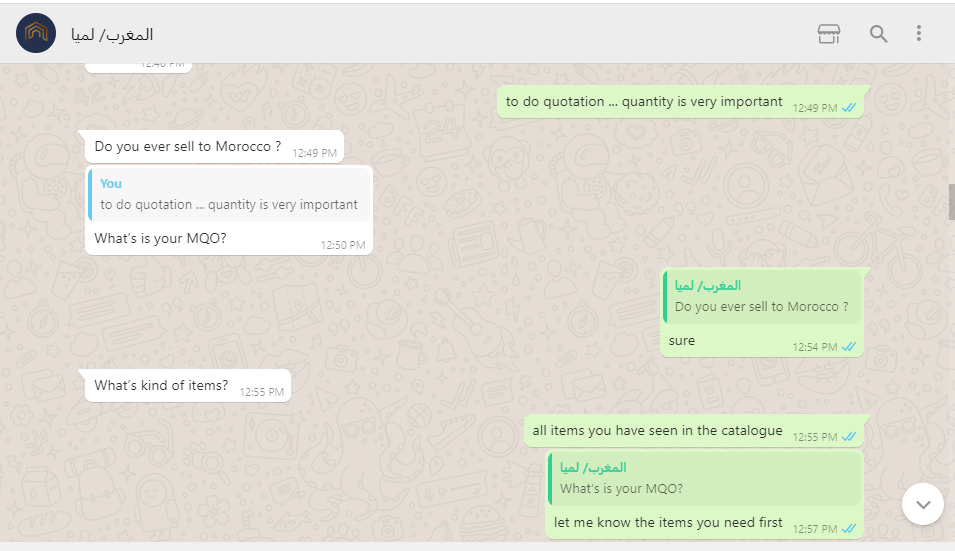 المغرب/ لميا
12:48 PM
to do quotation ... quantity is very important 12:49 PM
Do you ever sell to Morocco ? 12:49 PM
You
to do quotation ... quantity is very important
What's is your MQO? 12:50 PM
المغرب/ لميا
Do you ever sell to Morocco ?
sure 12:54 PM
What's kind of items? 12:55 PM
all items you have seen in the catalogue 12:55 PM
المغرب/ لميا
What's is your MQO?
let me know the items you need first 12:57 PM